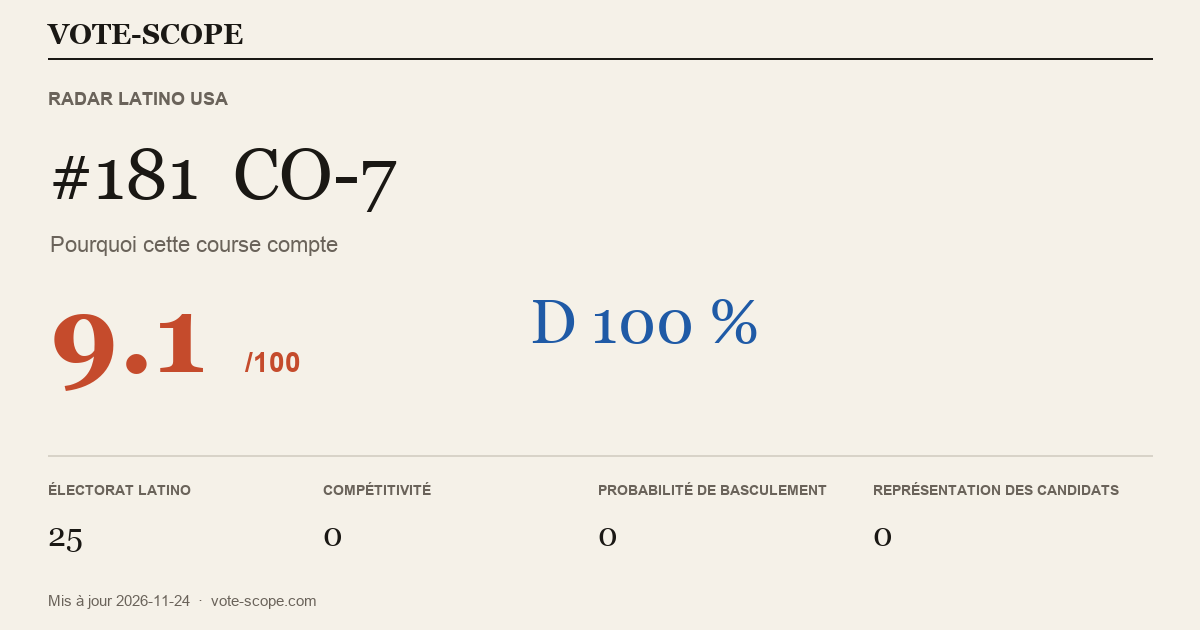 VOTE-SCOPE
RADAR LATINO USA
#181 CO-7
Pourquoi cette course compte
9.1 /100
D 100 %
ÉLECTORAT LATINO
25
COMPÉTITIVITÉ
0
PROBABILITÉ DE BASCULEMENT
0
REPRÉSENTATION DES CANDIDATS
0
Mis à jour 2026-11-24 · vote-scope.com